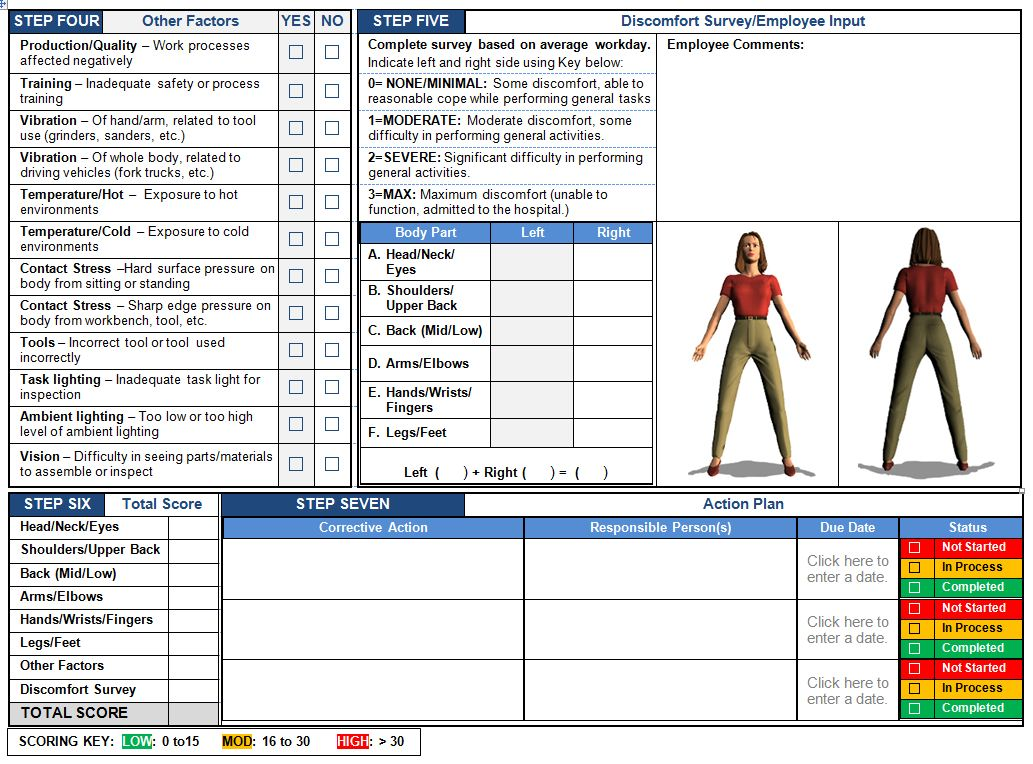 STEP FOUR Other Factors YES NO
Production/Quality – Work processes
affected negatively
Training – Inadequate safety or process
training
Vibration – Of hand/arm, related to tool
use (grinders, sanders, etc.)
Vibration – Of whole body, related to
driving vehicles (fork trucks, etc.)
Temperature/Hot – Exposure to hot
environments
Temperature/Cold – Exposure to cold
environments
Contact Stress –Hard surface pressure on
body from sitting or standing
Contact Stress – Sharp edge pressure on
body from workbench, tool, etc.
Tools – Incorrect tool or tool used
incorrectly
Task lighting – Inadequate task light for
inspection
Ambient lighting – Too low or too high
level of ambient lighting
Vision – Difficulty in seeing parts/materials
to assemble or inspect
STEP FIVE Discomfort Survey/Employee Input
Complete survey based on average workday.
Indicate left and right side using Key below:
0= NONE/MINIMAL: Some discomfort, able to
reasonable cope while performing general tasks
1=MODERATE: Moderate discomfort, some
difficulty in performing general activities.
2=SEVERE: Significant difficulty in performing
general activities.
3=MAX: Maximum discomfort (unable to
function, admitted to the hospital.)
Employee Comments:
Body Part Left Right
A. Head/Neck/
Eyes
B. Shoulders/
Upper Back
C. Back (Mid/Low)
D. Arms/Elbows
E. Hands/Wrists/
Fingers
F. Legs/Feet
Left ( ) + Right ( ) = ( )
STEP SIX Total Score
Head/Neck/Eyes
Shoulders/Upper Back
Back (Mid/Low)
Arms/Elbows
Hands/Wrists/Fingers
Legs/Feet
Other Factors
Discomfort Survey
TOTAL SCORE
STEP SEVEN Action Plan
Corrective Action Responsible Person(s) Due Date Status
Click here to
enter a date.
Not Started
In Process
Completed
Click here to
enter a date.
Not Started
In Process
Completed
Click here to
enter a date.
Not Started
In Process
Completed
SCORING KEY: LOW: 0 to15 MOD: 16 to 30 HIGH: > 30